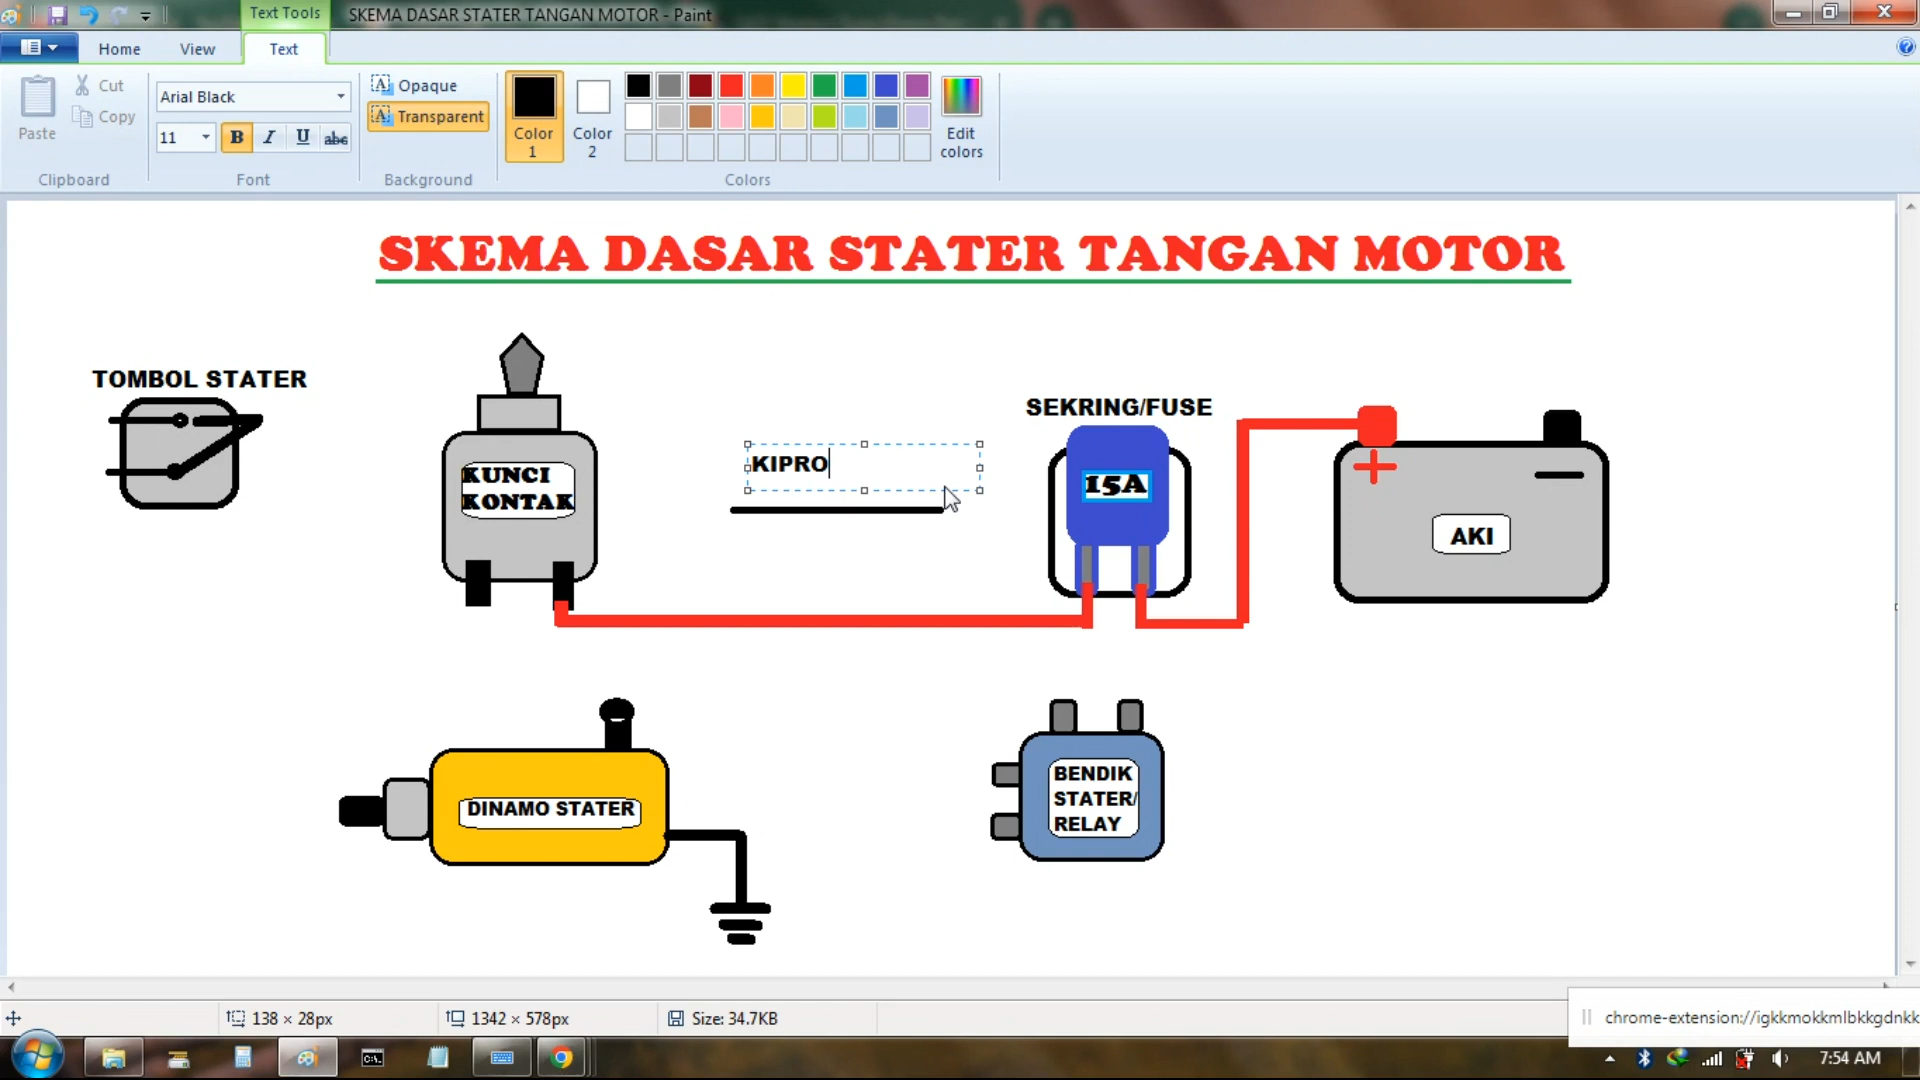 Text Tools
SKEMA DASAR STATER TANGAN MOTOR - Paint
Home
View
Text
Paste
Cut
Copy
Clipboard
Arial Black
11
B
I
U
abc
Font
Opaque
Transparent
Background
Color
1
Color
2
Edit
colors
Colors
SKEMA DASAR STATER TANGAN MOTOR
TOMBOL STATER
KUNCI
KONTAK
KIPRO
SEKRING/FUSE
15A
AKI
DINAMO STATER
BENDIK
STATER/
RELAY
138 × 28px
1342 × 578px
Size: 34.7KB
chrome-extension://igkkmokkmlbkkgdnkk
7:54 AM